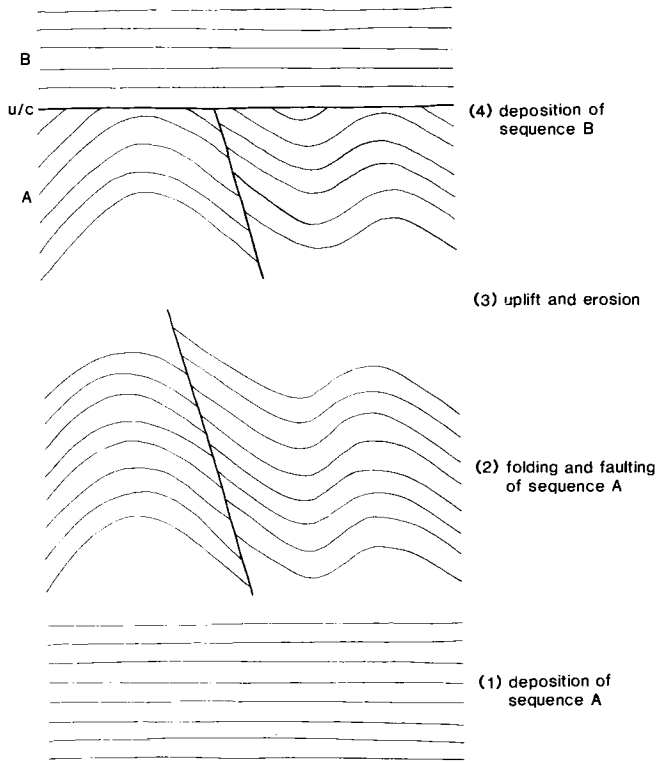 B
u/c
(4) deposition of
sequence B
A
(3) uplift and erosion
(2) folding and faulting
of sequence A
(1) deposition of
sequence A